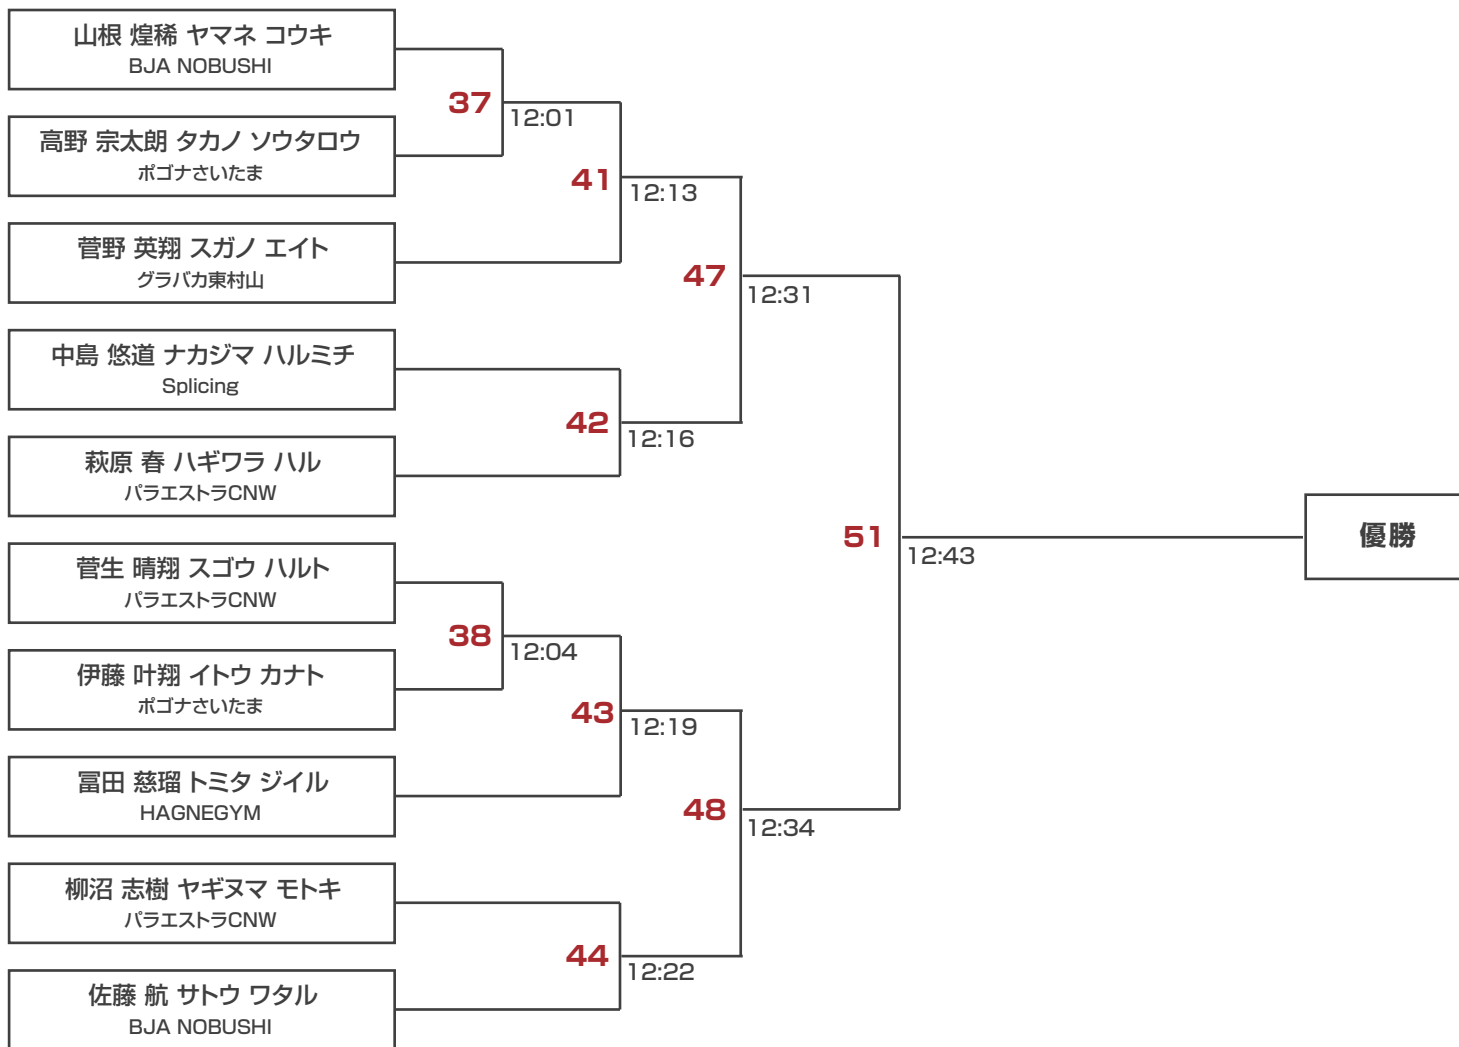 山根 煌稀 ヤマネ コウキ
BJA NOBUSHI
37
12:01
高野 宗太朗 タカノ ソウタロウ
ポゴナさいたま
41
12:13
菅野 英翔 スガノ エイト
グラバカ東村山
47
12:31
中島 悠道 ナカジマ ハルミチ
Splicing
42
12:16
萩原 春 ハギワラ ハル
パラエストラCNW
51
12:43
優勝
菅生 晴翔 スゴウ ハルト
パラエストラCNW
38
12:04
伊藤 叶翔 イトウ カナト
ポゴナさいたま
43
12:19
冨田 慈瑠 トミタ ジイル
HAGNEGYM
48
12:34
柳沼 志樹 ヤギヌマ モトキ
パラエストラCNW
44
12:22
佐藤 航 サトウ ワタル
BJA NOBUSHI